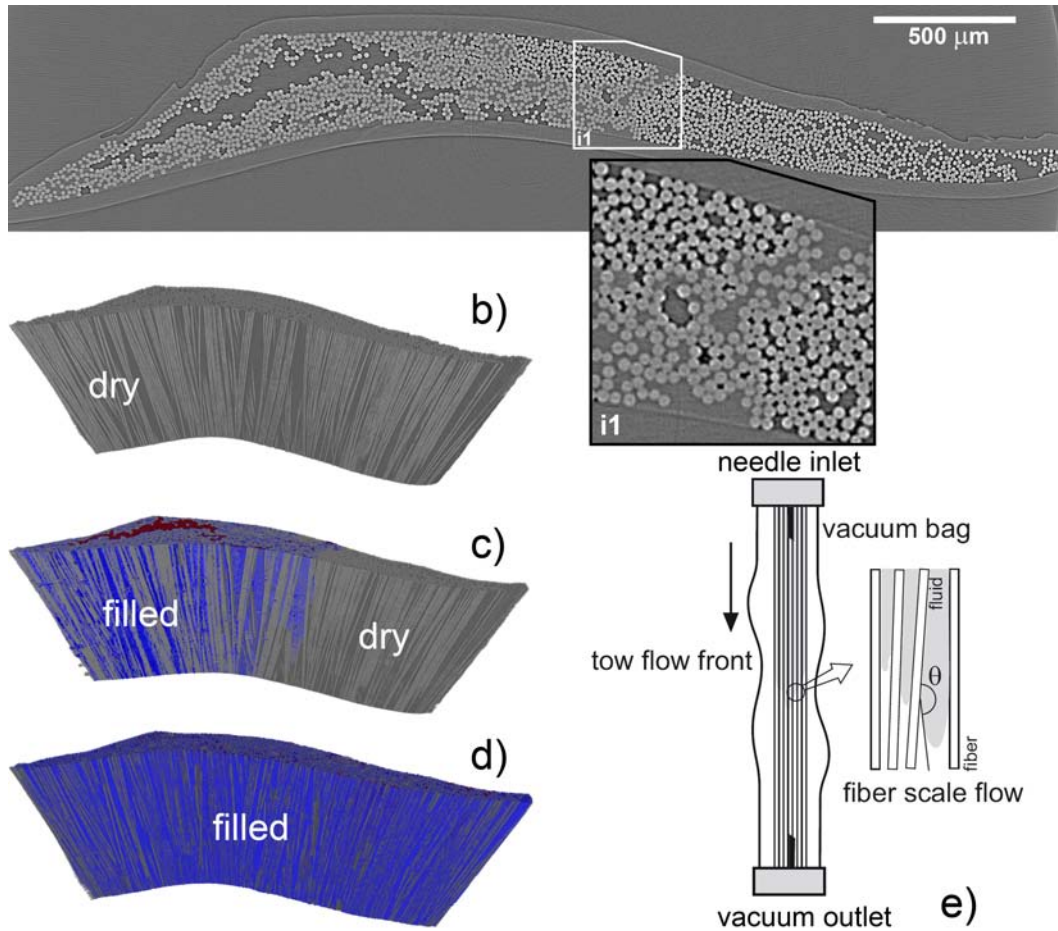 500 μm
i1
i1
b)
dry
c)
filled
dry
d)
filled
needle inlet
vacuum bag
tow flow front
fluid
θ
fiber
fiber scale flow
vacuum outlet
e)